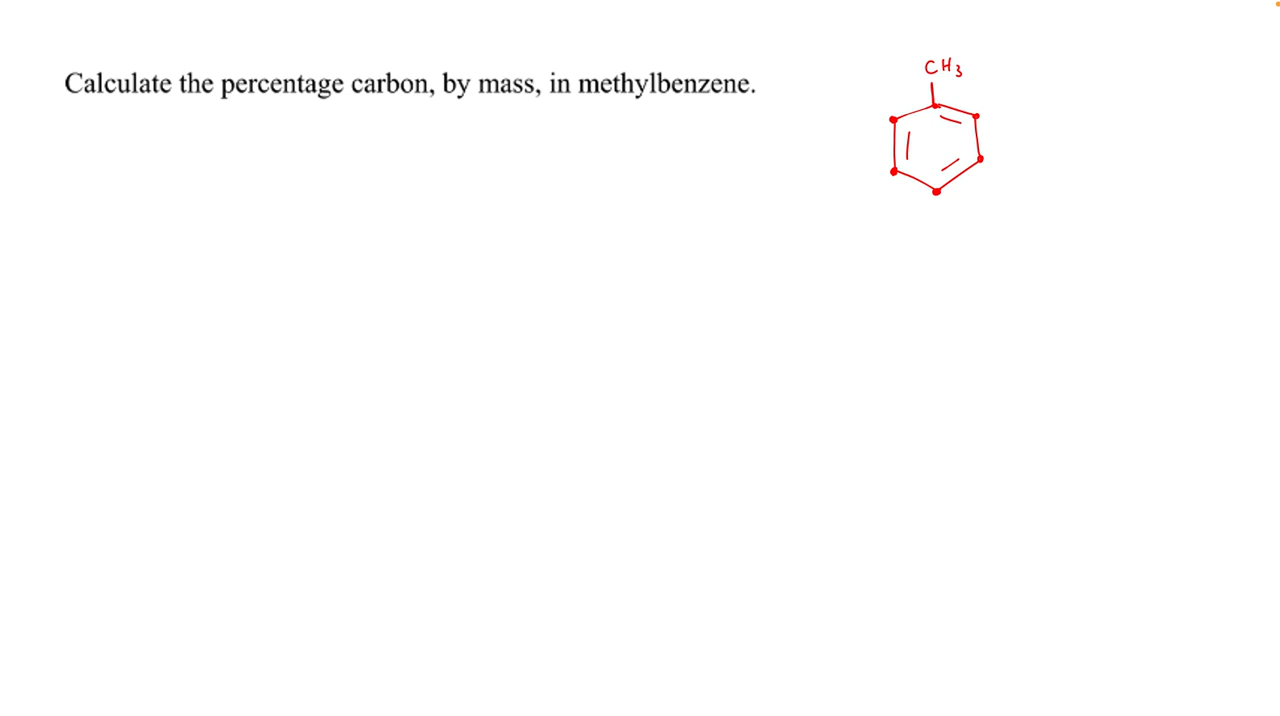 Calculate the percentage carbon, by mass, in methylbenzene.
CH3